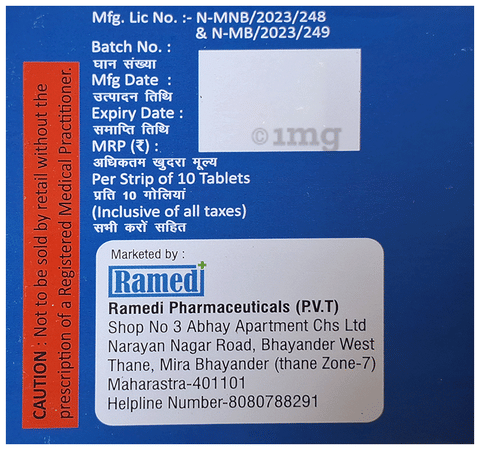 Mfg. Lic No. :- N-MNB/2023/248
& N-MB/2023/249
Batch No. :
घान संख्या
Mfg Date :
उत्पादन तिथि
Expiry Date :
समाप्ति तिथि
MRP (₹) :
अधिकतम खुदरा मूल्य
Per Strip of 10 Tablets
प्रति 10 गोलियां
(Inclusive of all taxes)
सभी करों सहित
©1mg
CAUTION : Not to be sold by retail without the
prescription of a Registered Medical Practitioner.
Marketed by :
Ramedi
Ramedi Pharmaceuticals (P.V.T)
Shop No 3 Abhay Apartment Chs Ltd
Narayan Nagar Road, Bhayander West
Thane, Mira Bhayander (thane Zone-7)
Maharastra-401101
Helpline Number-8080788291